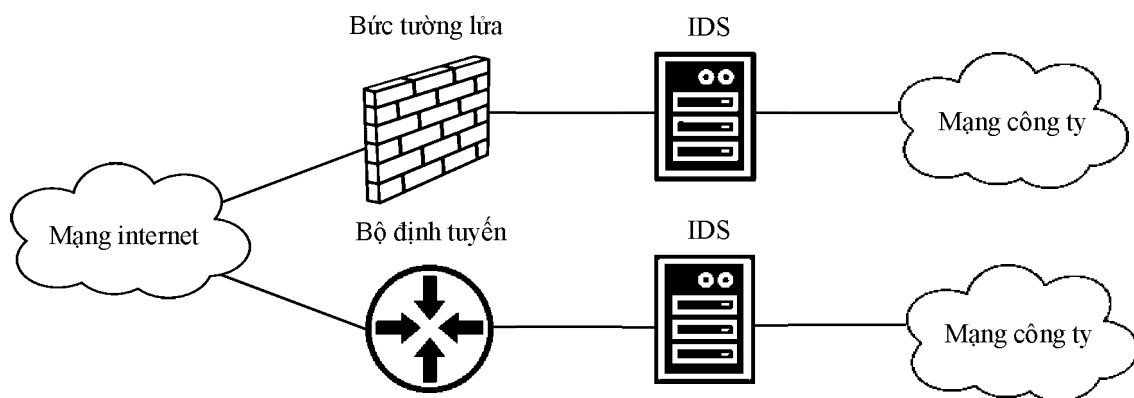 Bức tường lửa
IDS
Mạng công ty
Mạng internet
Bộ định tuyến
IDS
Mạng công ty